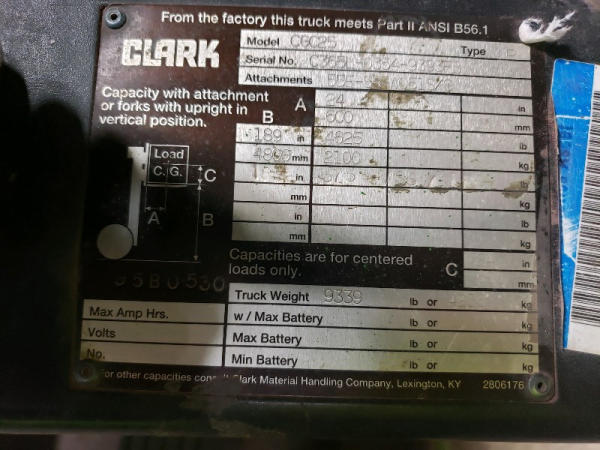 From the factory this truck meets Part II ANSI B56.1
CLARK
Model CGC25 Type
Serial No.
Attachments
Capacity with attachment
or forks with upright in
vertical position.
A 24 in
B 600 mm
189 in 4625 lb
mm 2100 kg
in lb
mm kg
in lb
mm kg
Load
C.G.
C
A
B
Capacities are for centered
loads only.
C in
mm
Truck Weight 9339 lb or kg
Max Amp Hrs. w/ Max Battery lb or kg
Volts Max Battery lb or kg
No. Min Battery lb or kg
For other capacities Clark Material Handling Company, Lexington, KY 2806176